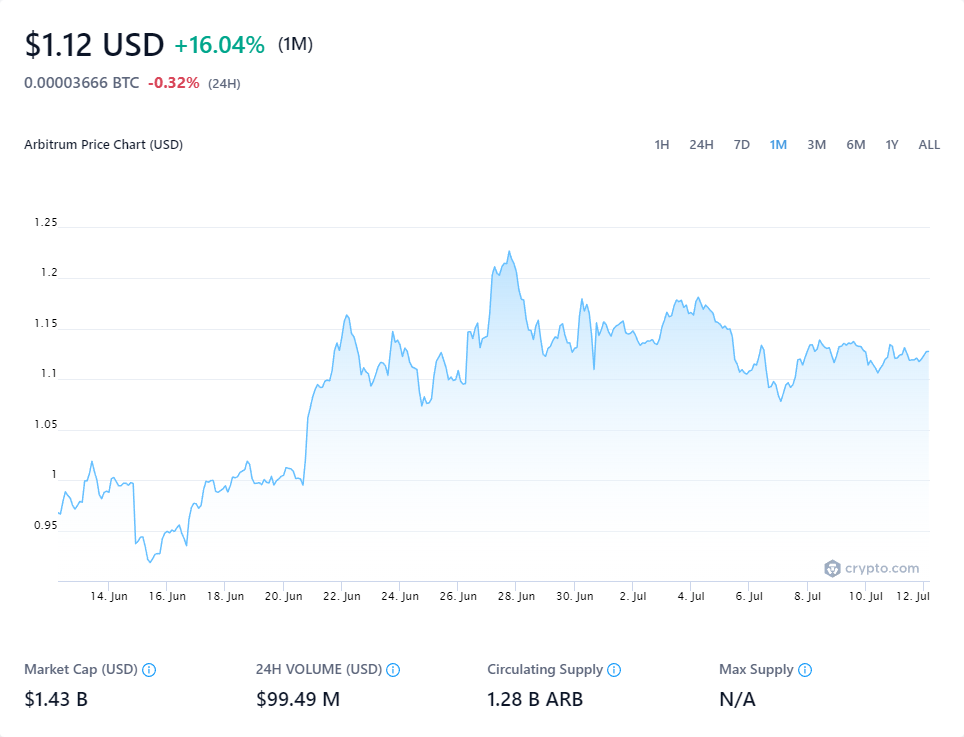 $1.12 USD +16.04% (1M)
0.00003666 BTC -0.32% (24H)
Arbitrum Price Chart (USD) 1H 24H 7D 1M 3M 6M 1Y ALL
1.25
1.2
1.15
1.1
1.05
1
0.95
crypto.com
14. Jun 16. Jun 18. Jun 20. Jun 22. Jun 24. Jun 26. Jun 28. Jun 30. Jun 2. Jul 4. Jul 6. Jul 8. Jul 10. Jul 12. Jul
Market Cap (USD) 24H VOLUME (USD) Circulating Supply Max Supply
$1.43 B $99.49 M 1.28 B ARB N/A